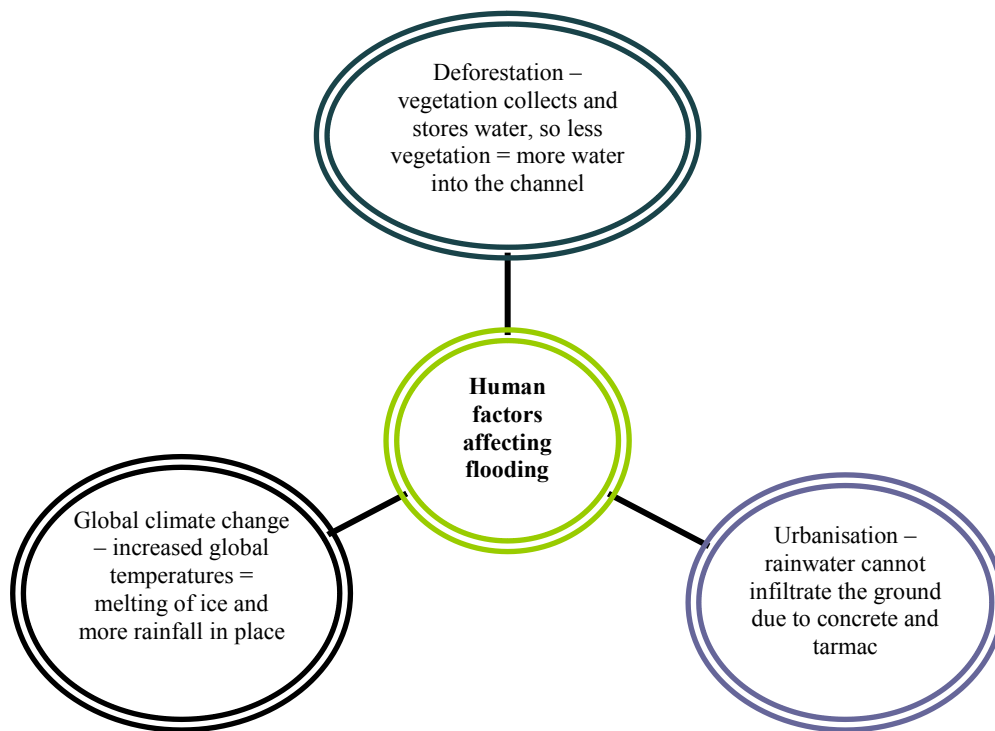 Deforestation –
vegetation collects and
stores water, so less
vegetation = more water
into the channel
Human
factors
affecting
flooding
Global climate change
– increased global
temperatures =
melting of ice and
more rainfall in place
Urbanisation –
rainwater cannot
infiltrate the ground
due to concrete and
tarmac